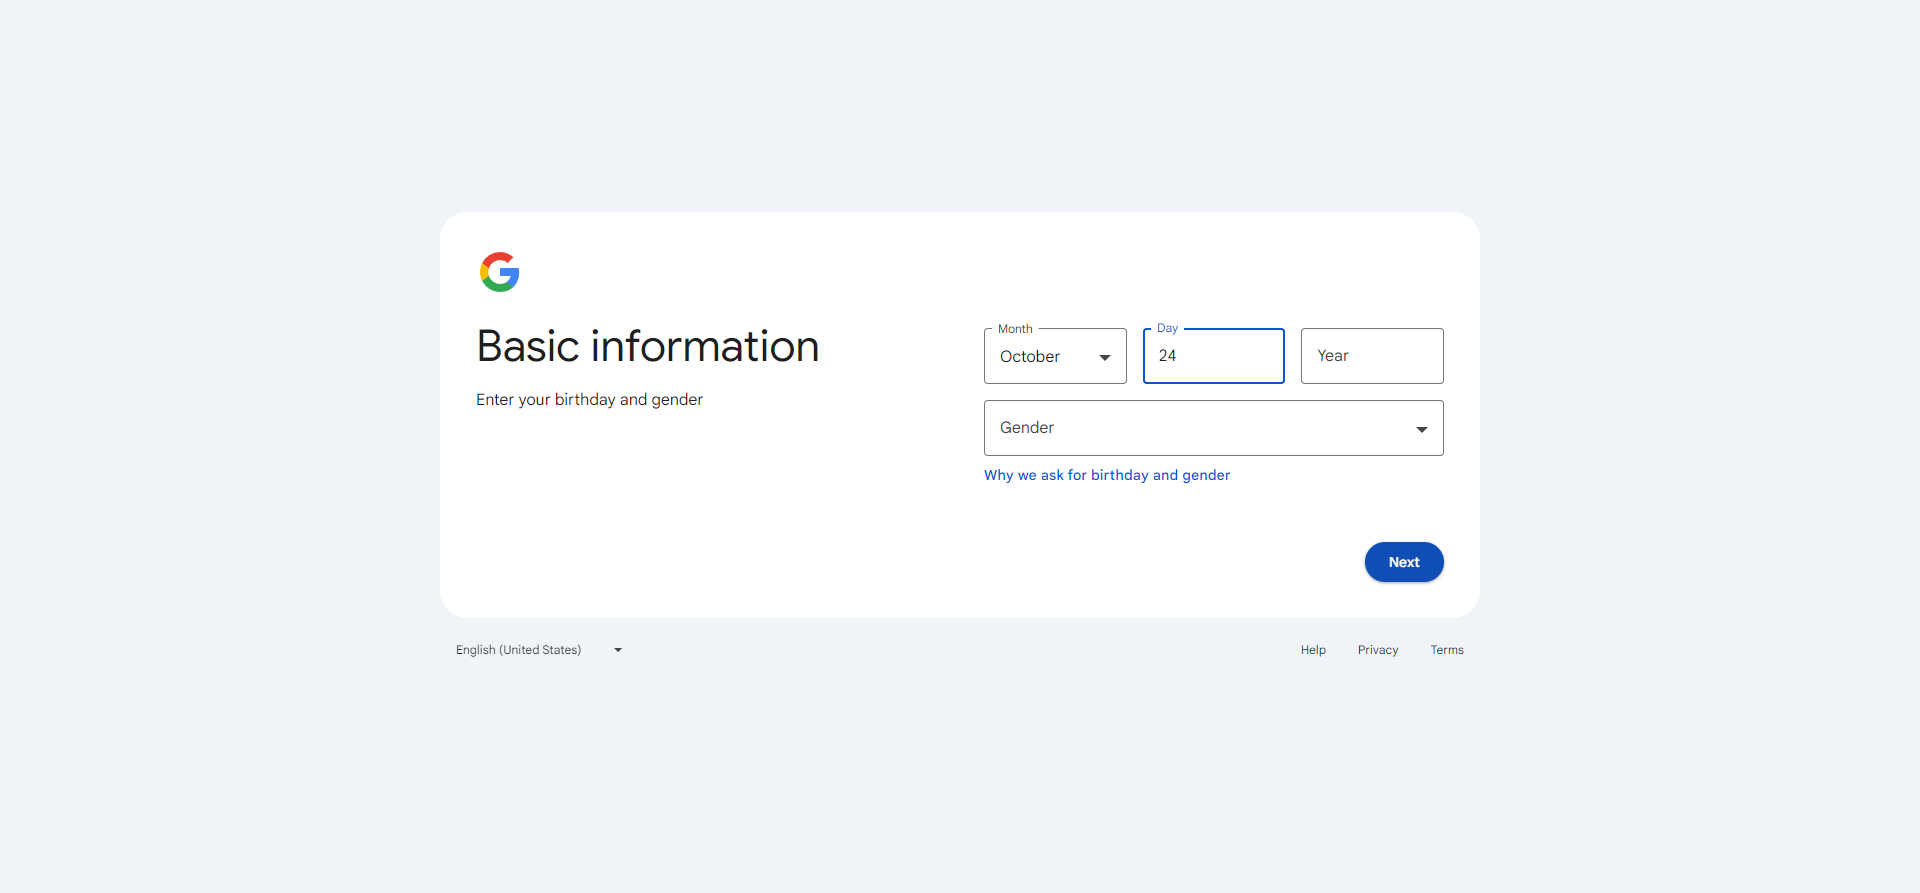 Basic information
Enter your birthday and gender
Month
October
Day
24
Year
Gender
Why we ask for birthday and gender
Next
English (United States)
Help
Privacy
Terms